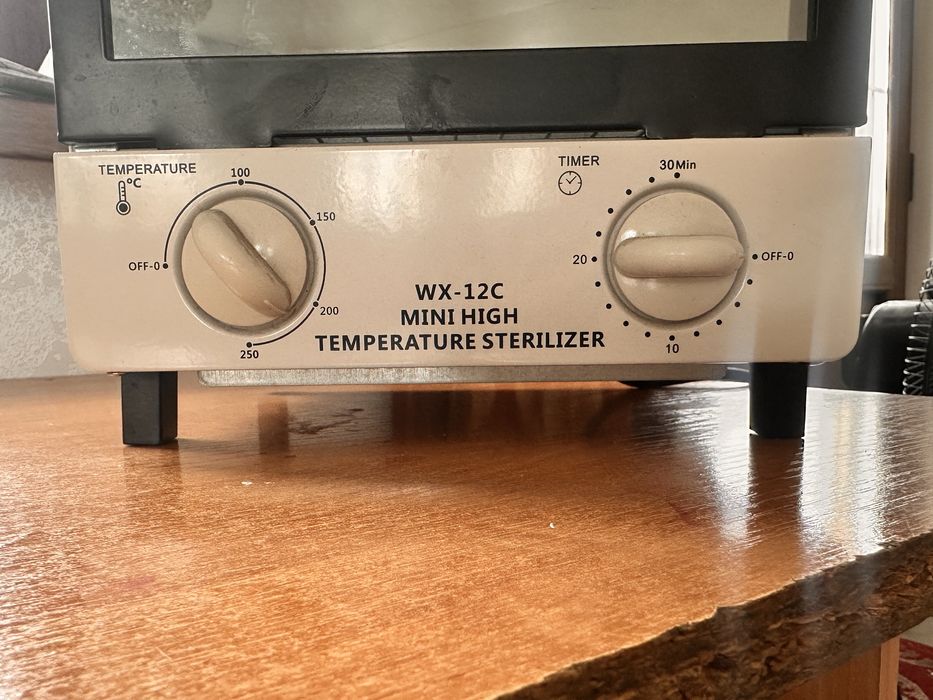 TEMPERATURE
°C
100
150
OFF-0
200
250
TIMER
30Min
20
OFF-0
10
WX-12C
MINI HIGH
TEMPERATURE STERILIZER